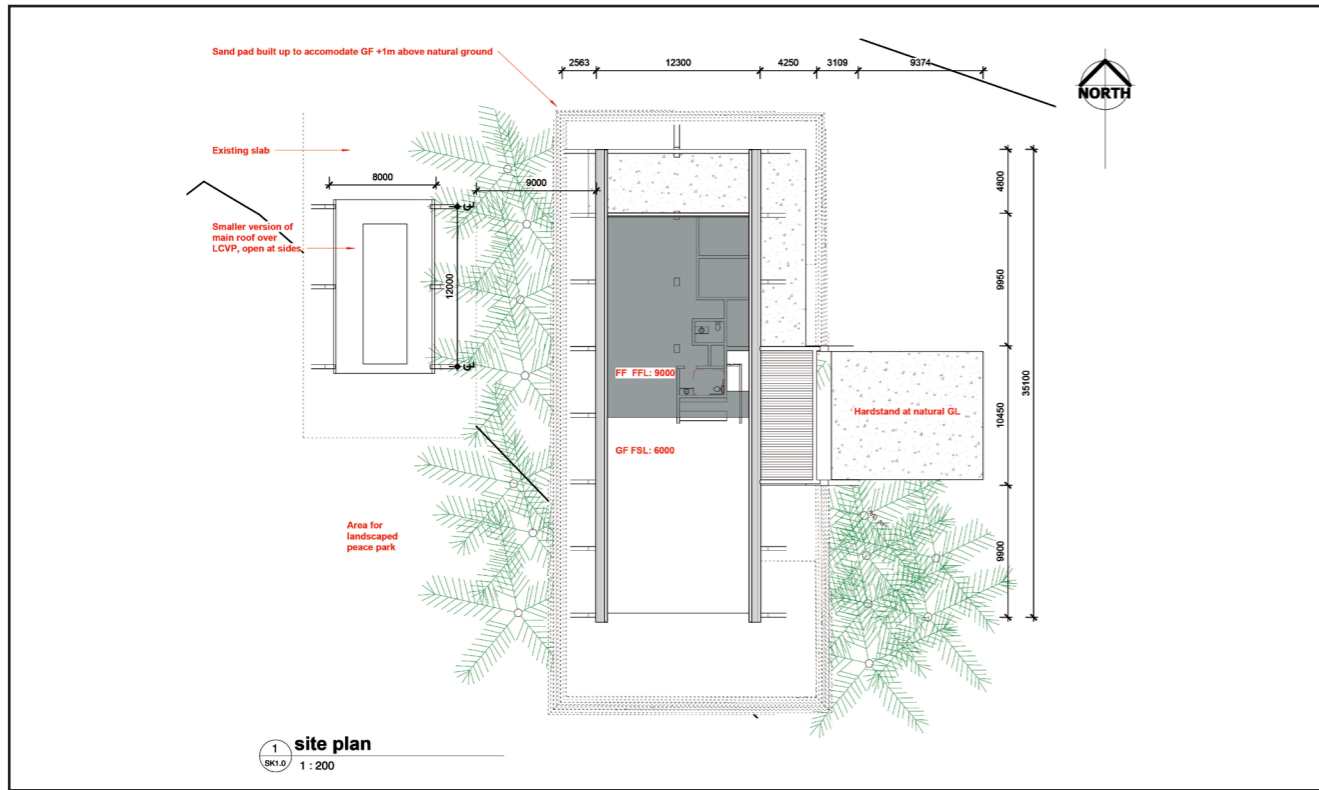 Sand pad built up to accomodate GF +1m above natural ground
2563
12300
4250
3109
9374
NORTH
Existing slab
8000
9000
4800
Smaller version of
main roof over
LCVP, open at sides
12000
9950
FF FFL: 9000
35100
Hardstand at natural GL
10450
GF FSL: 6000
Area for
landscaped
peace park
9900
1
site plan
SK1.0
1 : 200